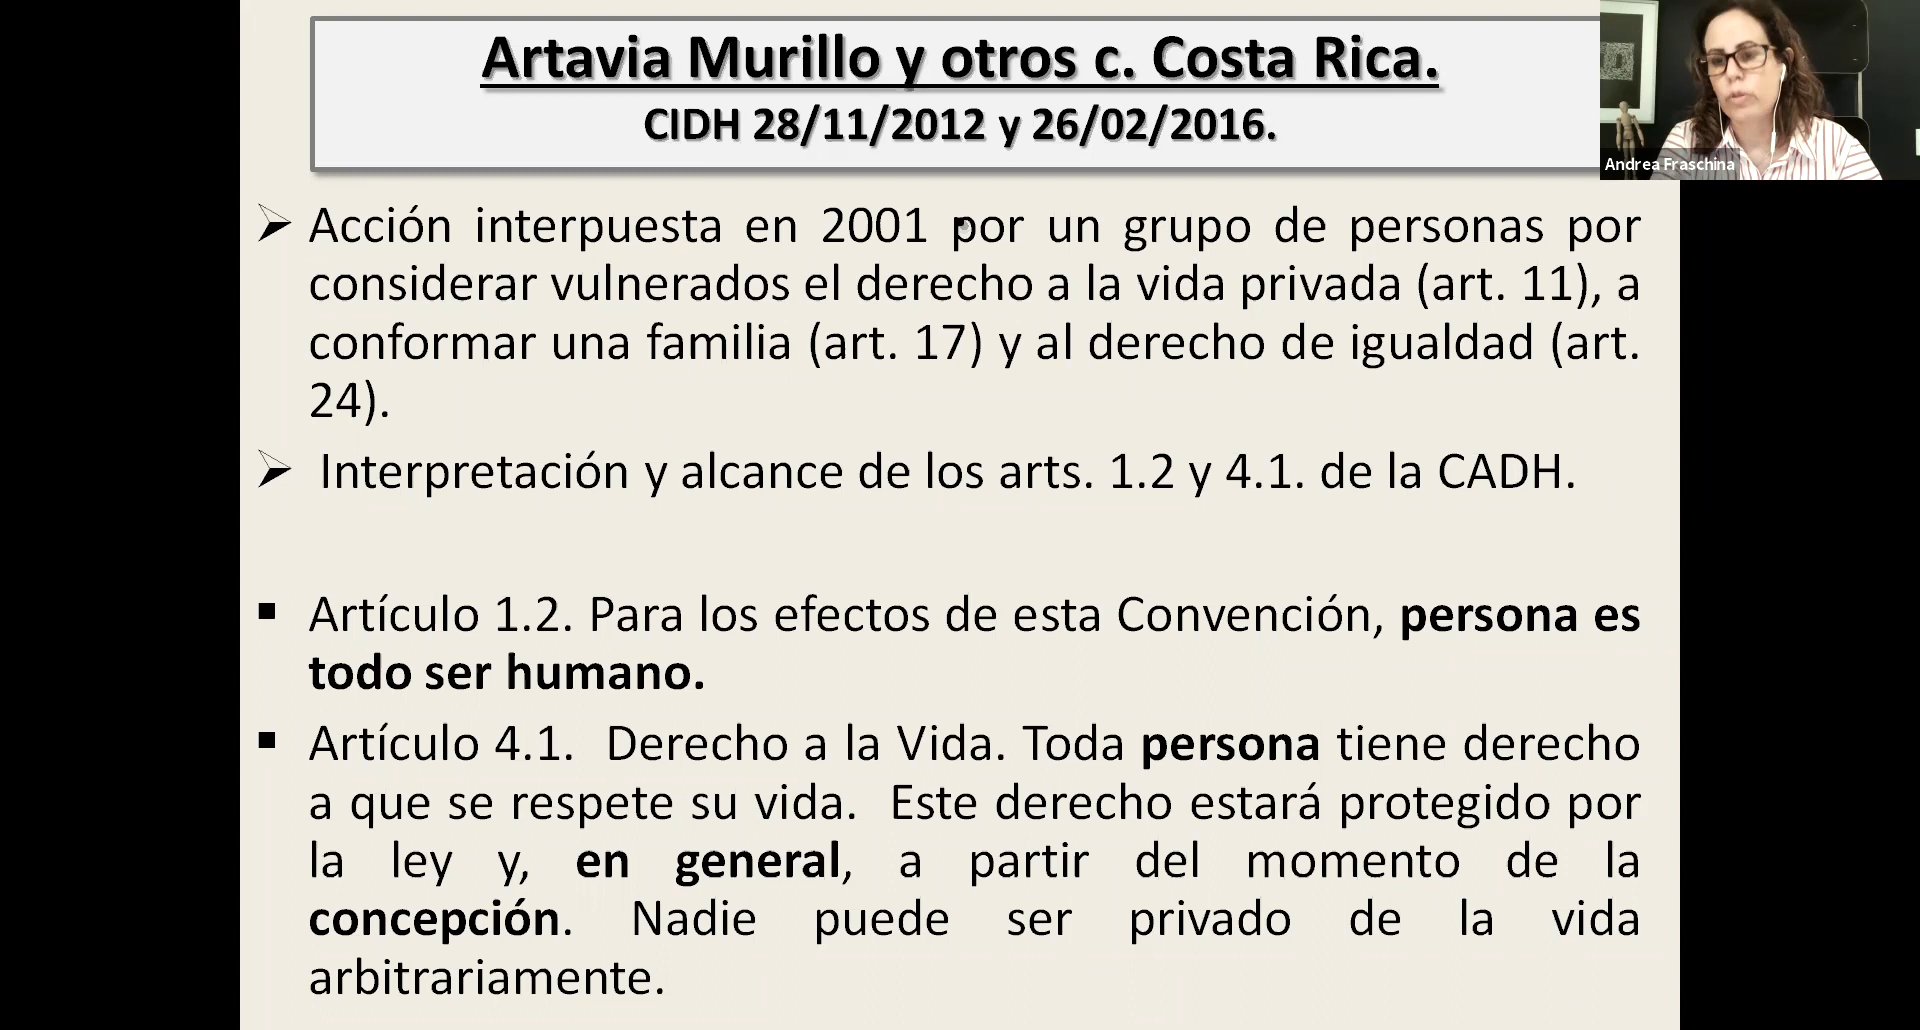 Artavia Murillo y otros c. Costa Rica.
CIDH 28/11/2012 y 26/02/2016.
Andrea Fraschina
➢ Acción interpuesta en 2001 por un grupo de personas por
considerar vulnerados el derecho a la vida privada (art. 11), a
conformar una familia (art. 17) y al derecho de igualdad (art.
24).
➢ Interpretación y alcance de los arts. 1.2 y 4.1. de la CADH.
▪ Artículo 1.2. Para los efectos de esta Convención, persona es
todo ser humano.
▪ Artículo 4.1. Derecho a la Vida. Toda persona tiene derecho
a que se respete su vida. Este derecho estará protegido por
la ley y, en general, a partir del momento de la
concepción. Nadie puede ser privado de la vida
arbitrariamente.